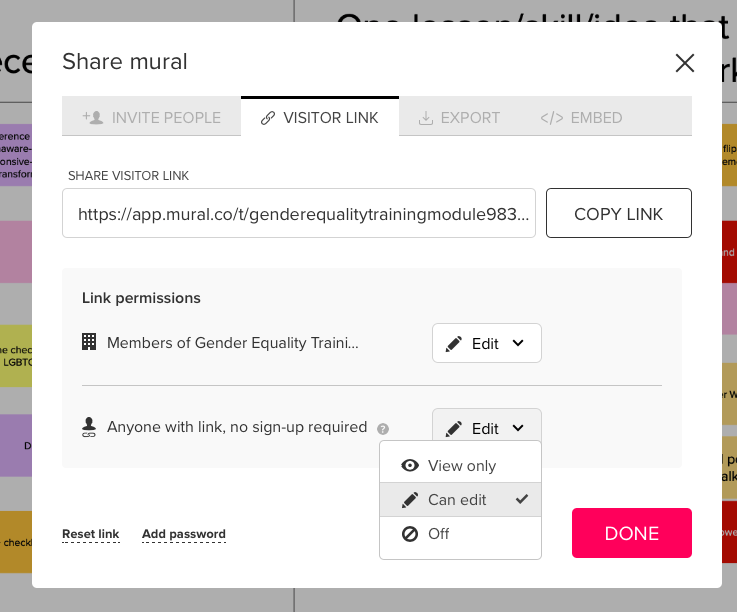 One lesson/skill/idea that
Share mural
INVITE PEOPLE
VISITOR LINK
EXPORT
</> EMBED
SHARE VISITOR LINK
https://app.mural.co/t/genderequalitytrainingmodule983...
COPY LINK
Link permissions
Members of Gender Equality Traini...
Edit
Anyone with link, no sign-up required ?
Edit
View only
Can edit
Off
Reset link
Add password
DONE